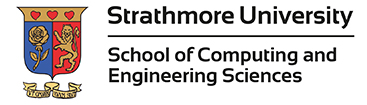 Strathmore University
School of Computing and
Engineering Sciences